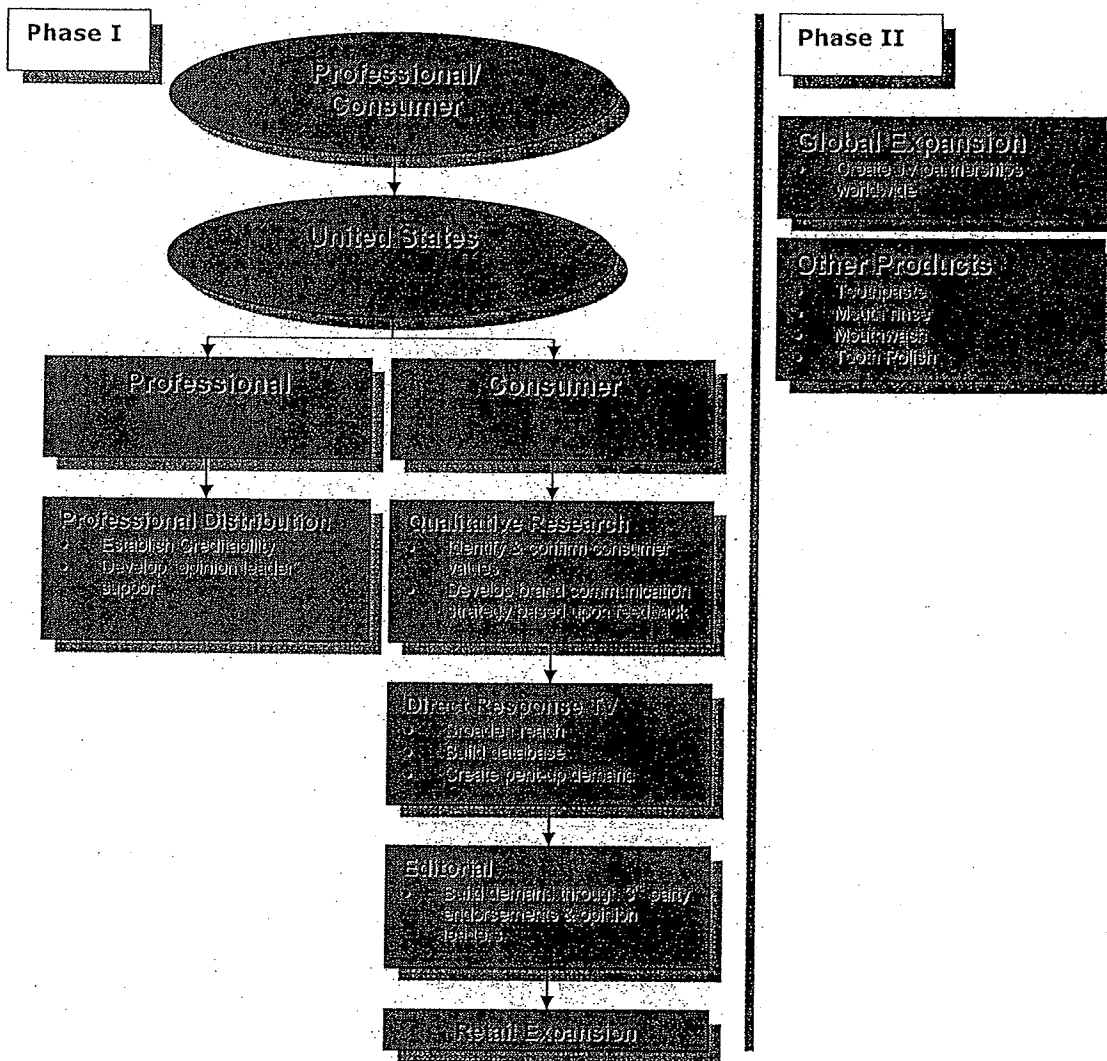 Phase I
Professional/
Consumer
United States
Professional
Professional Distribution
• Establish Creditability
• Develop opinion leader
suppor
Consumer
Qualitative Research
• Identify & confirm consumer
values
• Develop brand communication
strategy based upon feedback
Direct Response TV
• Broaden reach
• Build database
• Create pent-up demand
Editorial
• Build demand through 3rd party
endorsements & opinion
leaders
Retail Expansion
Phase II
Global Expansion
• Create JV partnerships
worldwide
Other Products
• Toothpaste
• Mouth rinse
• Mouthwash
• Tooth Polish